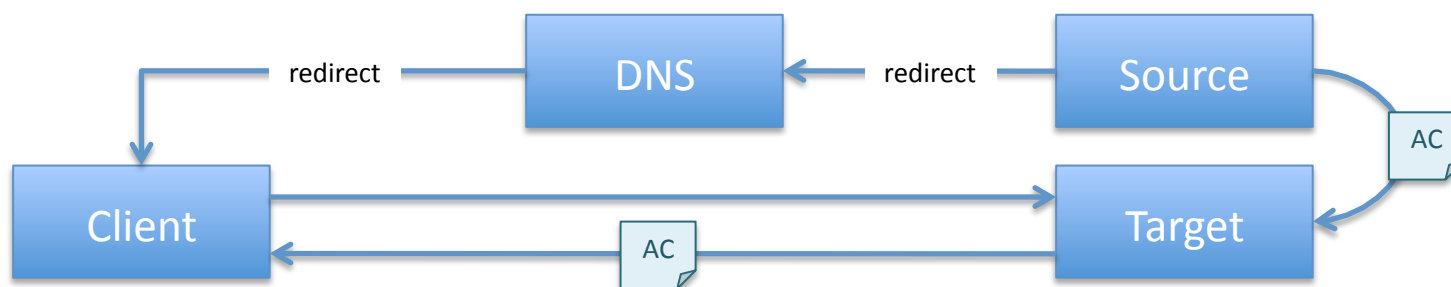 redirect
DNS
redirect
Source
AC
Client
AC
Target